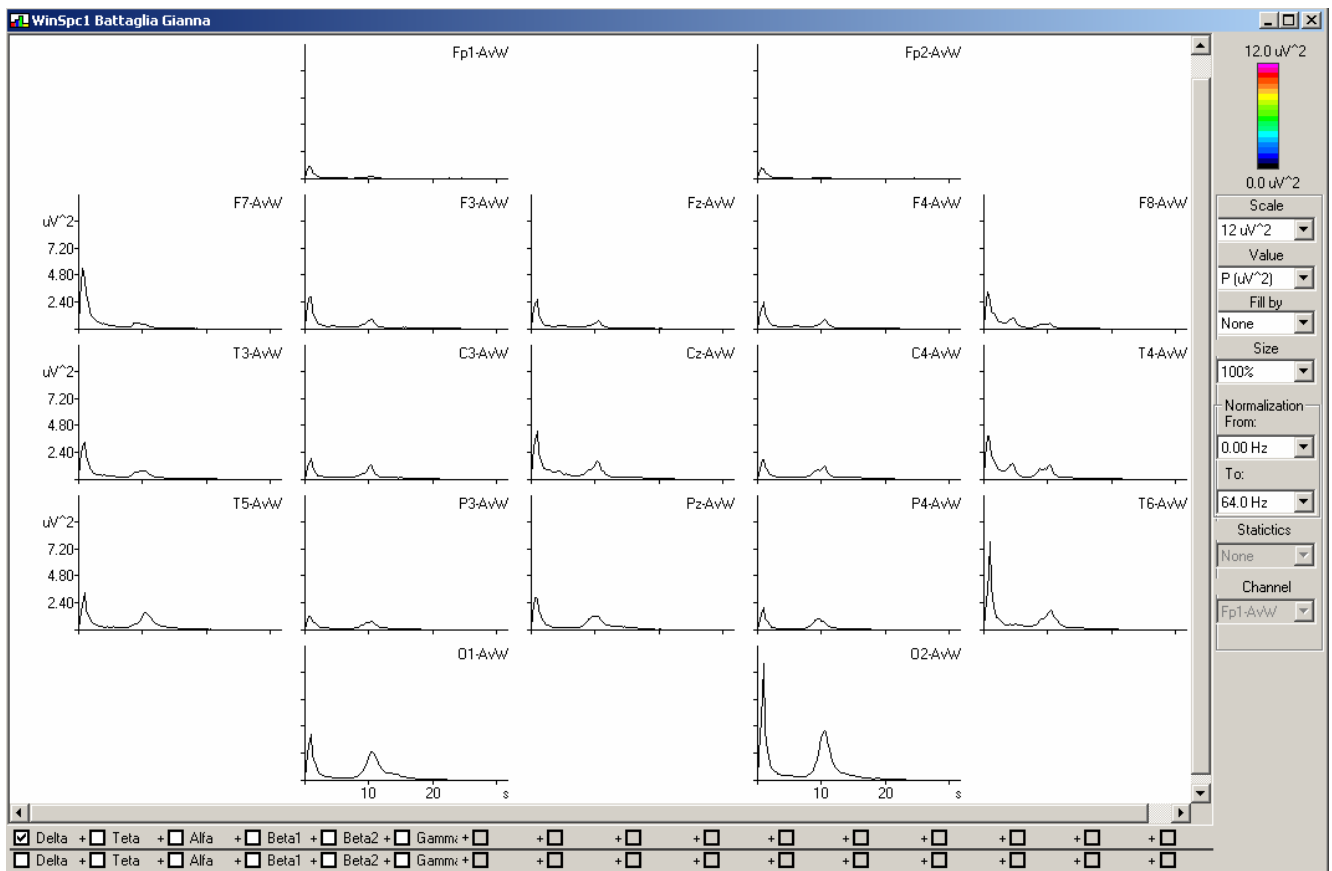 WinSpc1 Battaglia Gianna
Fp1-AvW Fp2-AvW
12.0 uV^2
0.0 uV^2
F7-AvW F3-AvW Fz-AvW F4-AvW F8-AvW
uV^2
7.20
4.80
2.40
T3-AvW C3-AvW Cz-AvW C4-AvW T4-AvW
uV^2
7.20
4.80
2.40
T5-AvW P3-AvW Pz-AvW P4-AvW T6-AvW
uV^2
7.20
4.80
2.40
O1-AvW O2-AvW
10 20 s 10 20 s
Scale
12 uV^2
Value
P (uV^2)
Fill by
None
Size
100%
Normalization
From:
0.00 Hz
To:
64.0 Hz
Statictics
None
Channel
Fp1-AvW
Delta + Teta + Alfa + Beta1 + Beta2 + Gamma + + + + + + + + + +
Delta + Teta + Alfa + Beta1 + Beta2 + Gamma + + + + + + + + + +